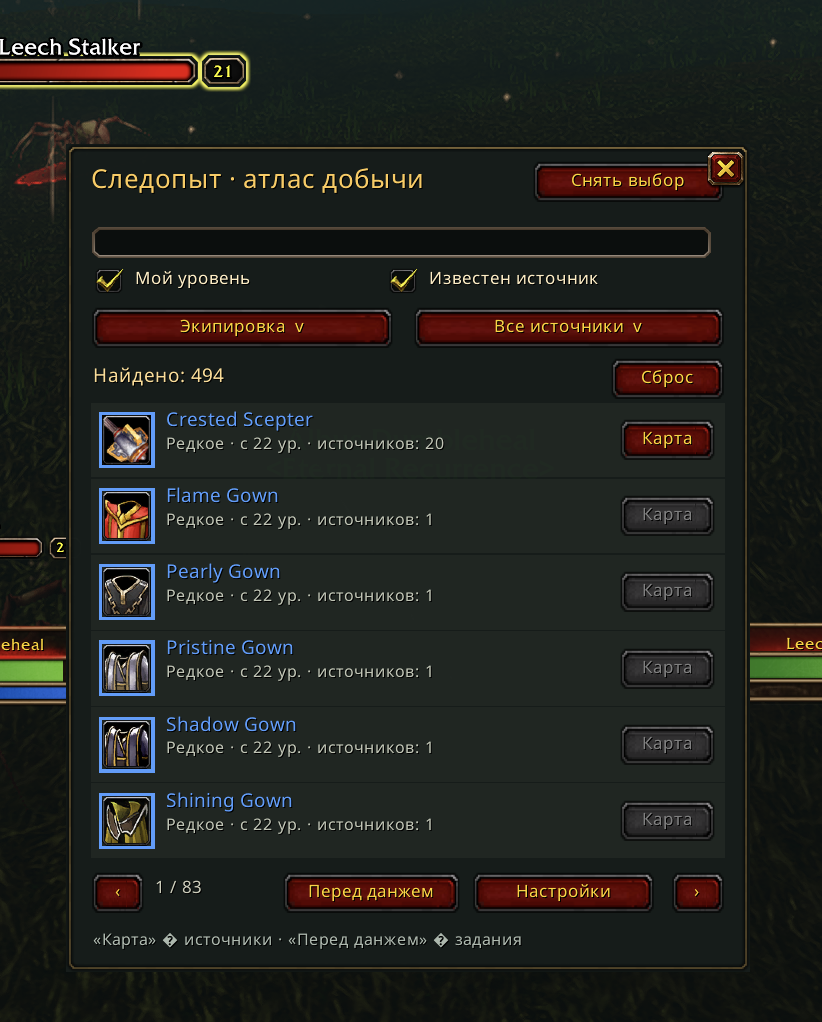 Leech Stalker
21
Следопыт · атлас добычи
Снять выбор
Мой уровень
Известен источник
Экипировка v
Все источники v
Найдено: 494
Сброс
Crested Scepter
Редкое · с 22 ур. · источников: 20
Карта
Flame Gown
Редкое · с 22 ур. · источников: 1
Карта
2
Pearly Gown
Редкое · с 22 ур. · источников: 1
Карта
eheal
Leec
Pristine Gown
Редкое · с 22 ур. · источников: 1
Карта
Shadow Gown
Редкое · с 22 ур. · источников: 1
Карта
Shining Gown
Редкое · с 22 ур. · источников: 1
Карта
‹
1 / 83
Перед данжем
Настройки
›
«Карта» � источники · «Перед данжем» � задания